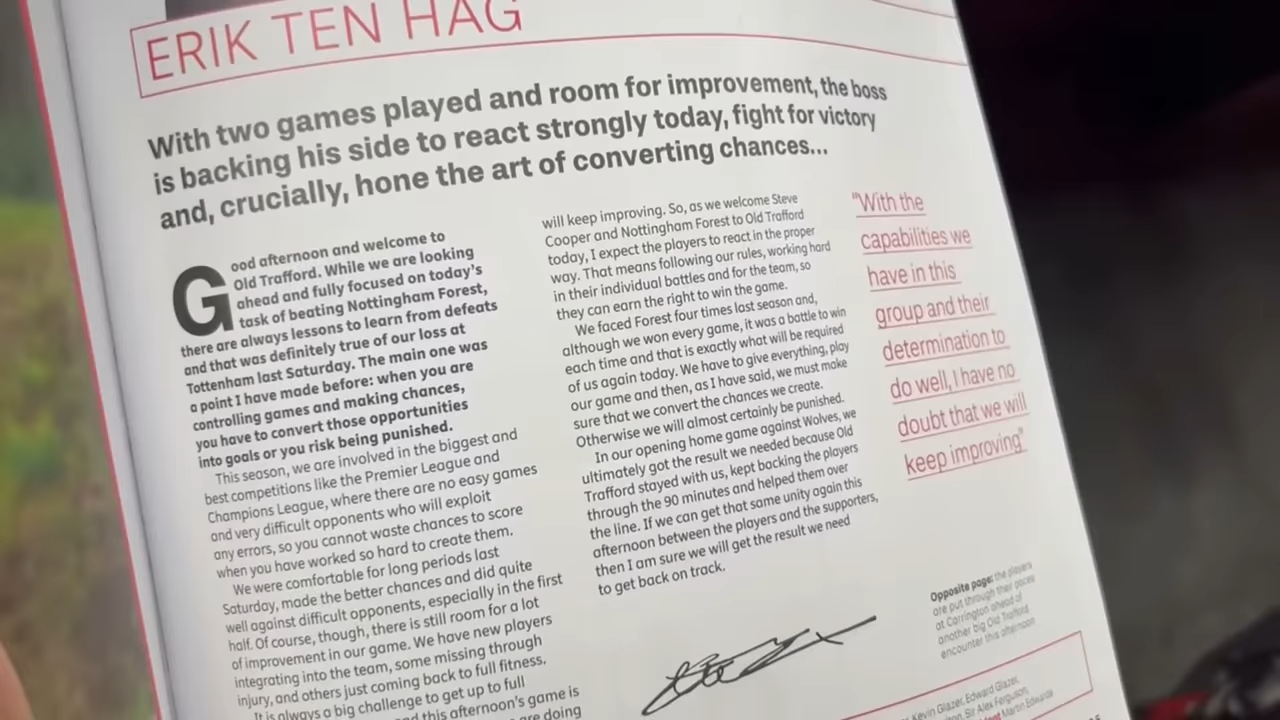 ERIK TEN HAG
With two games played and room for improvement, the boss
is backing his side to react strongly today, fight for victory
and, crucially, hone the art of converting chances...
Good afternoon and welcome to
Old Trafford. While we are looking
ahead and fully focused on today's
task of beating Nottingham Forest,
there are always lessons to learn from defeats
and that was definitely true of our loss at
Tottenham last Saturday. The main one was
a point I have made before: when you are
controlling games and making chances,
you have to convert those opportunities
into goals or you risk being punished.
This season, we are involved in the biggest and
best competitions like the Premier League and
Champions League, where there are no easy games
and very difficult opponents who will exploit
any errors, so you cannot waste chances to score
when you have worked so hard to create them.
We were comfortable for long periods last
Saturday, made the better chances and did quite
well against difficult opponents, especially in the first
half. Of course, though, there is still room for a lot
of improvement in our game. We have new players
integrating into the team, some missing through
injury, and others just coming back to full fitness.
It is always a big challenge to get up to full
this afternoon's game is
are doing
will keep improving. So, as we welcome Steve
Cooper and Nottingham Forest to Old Trafford
today, I expect the players to react in the proper
way. That means following our rules, working hard
in their individual battles and for the team, so
they can earn the right to win the game.
We faced Forest four times last season and,
although we won every game, it was a battle to win
each time and that is exactly what will be required
of us again today. We have to give everything, play
our game and then, as I have said, we must make
sure that we convert the chances we create.
Otherwise we will almost certainly be punished.
In our opening home game against Wolves, we
ultimately got the result we needed because Old
Trafford stayed with us, kept backing the players
through the 90 minutes and helped them over
the line. If we can get that same unity again this
afternoon between the players and the supporters,
then I am sure we will get the result we need
to get back on track.
"With the
capabilities we
have in this
group and their
determination to
do well, I have no
doubt that we will
keep improving"
Opposite page: the players
are put through their paces
at Carrington ahead of
another big Old Trafford
encounter this afternoon
Kevin Glazer, Edward Glazer,
Sir Alex Ferguson,
Martin Edwards